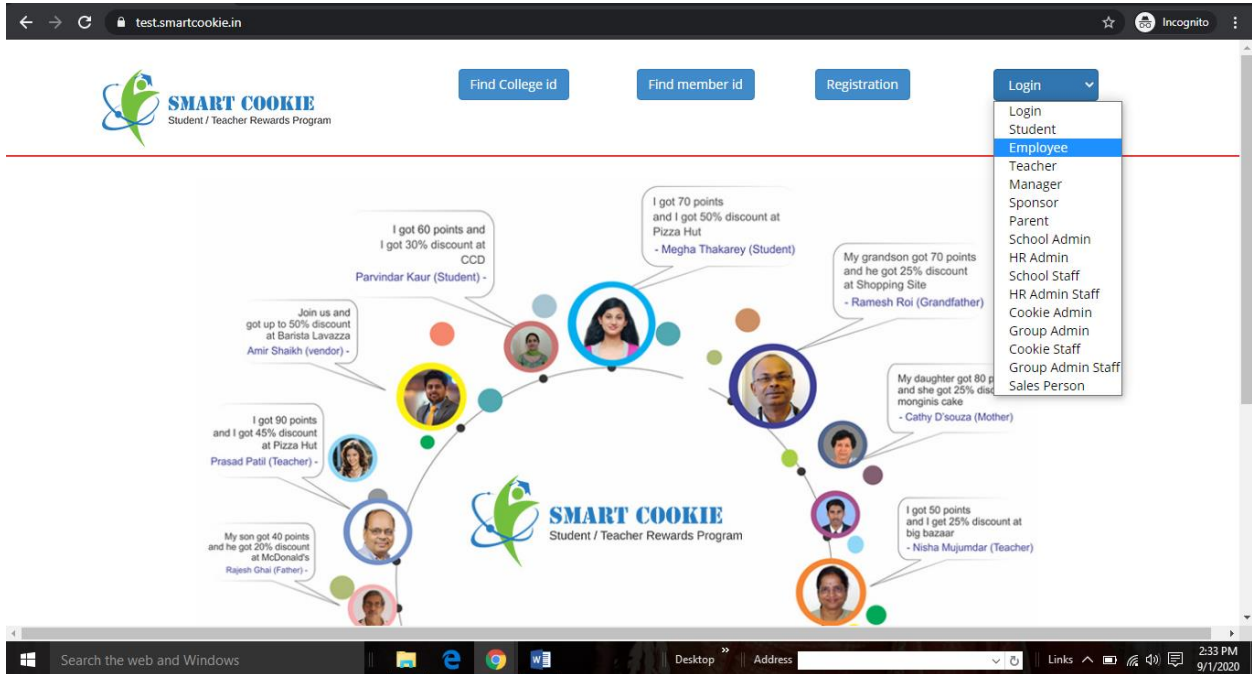 test.smartcookie.in
Incognito
SMART COOKIE
Student / Teacher Rewards Program
Find College id
Find member id
Registration
Login
Login
Student
Employee
Teacher
Manager
Sponsor
Parent
School Admin
HR Admin
School Staff
HR Admin Staff
Cookie Admin
Group Admin
Cookie Staff
Group Admin Staff
Sales Person
I got 70 points
and I got 50% discount at
Pizza Hut
- Megha Thakarey (Student)
I got 60 points and
I got 30% discount at
CCD
Parvindar Kaur (Student) -
My grandson got 70 points
and he got 25% discount
at Shopping Site
- Ramesh Roi (Grandfather)
Join us and
got up to 50% discount
at Barista Lavazza
Amir Shaikh (vendor) -
My daughter got 80 p
and she got 25% disc
monginis cake
- Cathy D'souza (Mother)
I got 90 points
and I got 45% discount
at Pizza Hut
Prasad Patil (Teacher) -
SMART COOKIE
Student / Teacher Rewards Program
I got 50 points
and I get 25% discount at
big bazaar
- Nisha Mujumdar (Teacher)
My son got 40 points
and he got 20% discount
at McDonald's
Rajesh Ghai (Father) -
Search the web and Windows
Desktop
Address
Links
2:33 PM
9/1/2020